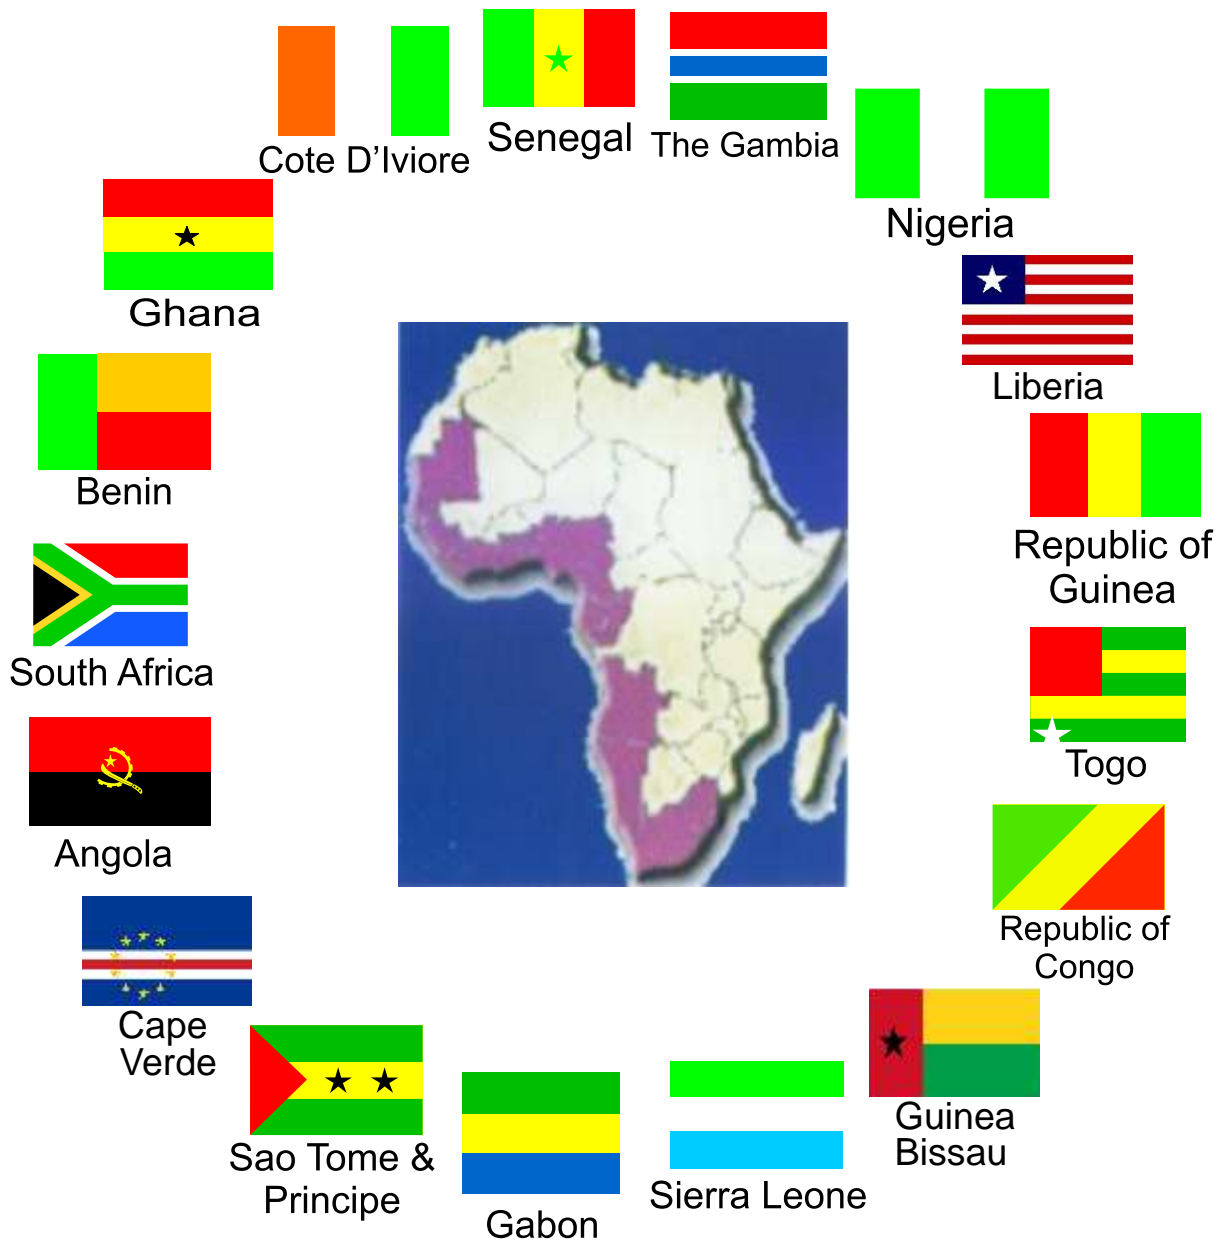 Cote D’Iviore
Senegal
The Gambia
Nigeria
Ghana
Liberia
Benin
Republic of
Guinea
South Africa
Togo
Angola
Republic of
Congo
Cape
Verde
Guinea
Bissau
Sao Tome &
Principe
Sierra Leone
Gabon